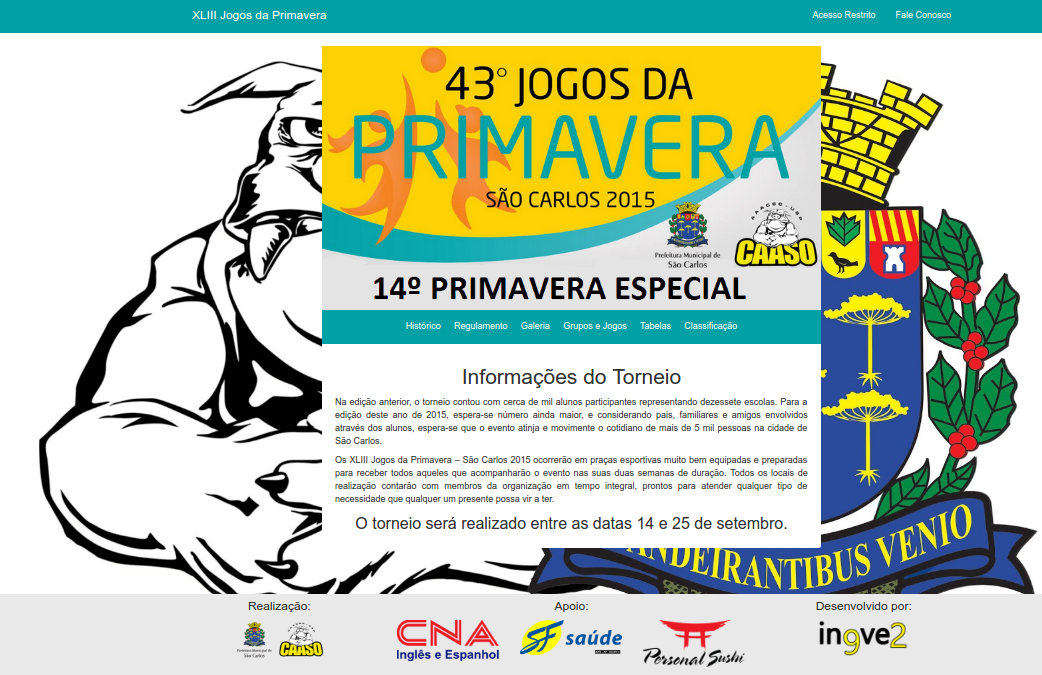 XLIII Jogos da Primavera
Acesso Restrito
Fale Conosco
43º JOGOS DA
PRIMAVERA
SÃO CARLOS 2015
Prefeitura Municipal de
São Carlos
CAASO
14º PRIMAVERA ESPECIAL
Histórico
Regulamento
Galeria
Grupos e Jogos
Tabelas
Classificação
Informações do Torneio
Na edição anterior, o torneio contou com cerca de mil alunos participantes representando dezessete escolas. Para a
edição deste ano de 2015, espera-se número ainda maior, e considerando pais, familiares e amigos envolvidos
através dos alunos, espera-se que o evento atinja e movimente o cotidiano de mais de 5 mil pessoas na cidade de
São Carlos.
Os XLIII Jogos da Primavera – São Carlos 2015 ocorrerão em praças esportivas muito bem equipadas e preparadas
para receber todos aqueles que acompanharão o evento nas suas duas semanas de duração. Todos os locais de
realização contarão com membros da organização em tempo integral, prontos para atender qualquer tipo de
necessidade que qualquer um presente possa vir a ter.
O torneio será realizado entre as datas 14 e 25 de setembro.
ANDEIRANTIBUS VENIO
Realização:
Apoio:
Desenvolvido por:
Prefeitura Municipal de
São Carlos
CAASO
CNA
Inglês e Espanhol
SF saúde
Personal Sushi
ingve2